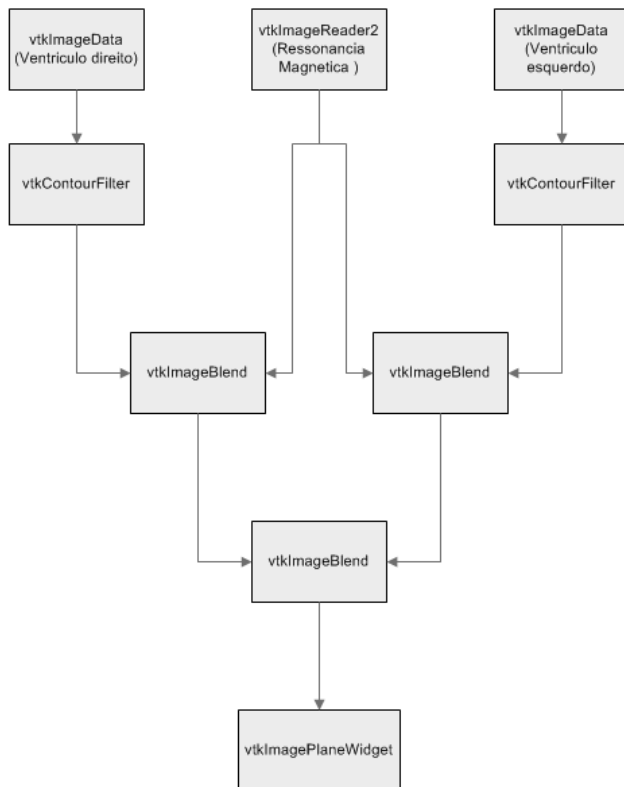 vtkImageData
(Ventriculo direito)
vtkImageReader2
(Ressonancia
Magnetica )
vtkImageData
(Ventriculo
esquerdo)
vtkContourFilter
vtkContourFilter
vtkImageBlend
vtkImageBlend
vtkImageBlend
vtkImagePlaneWidget